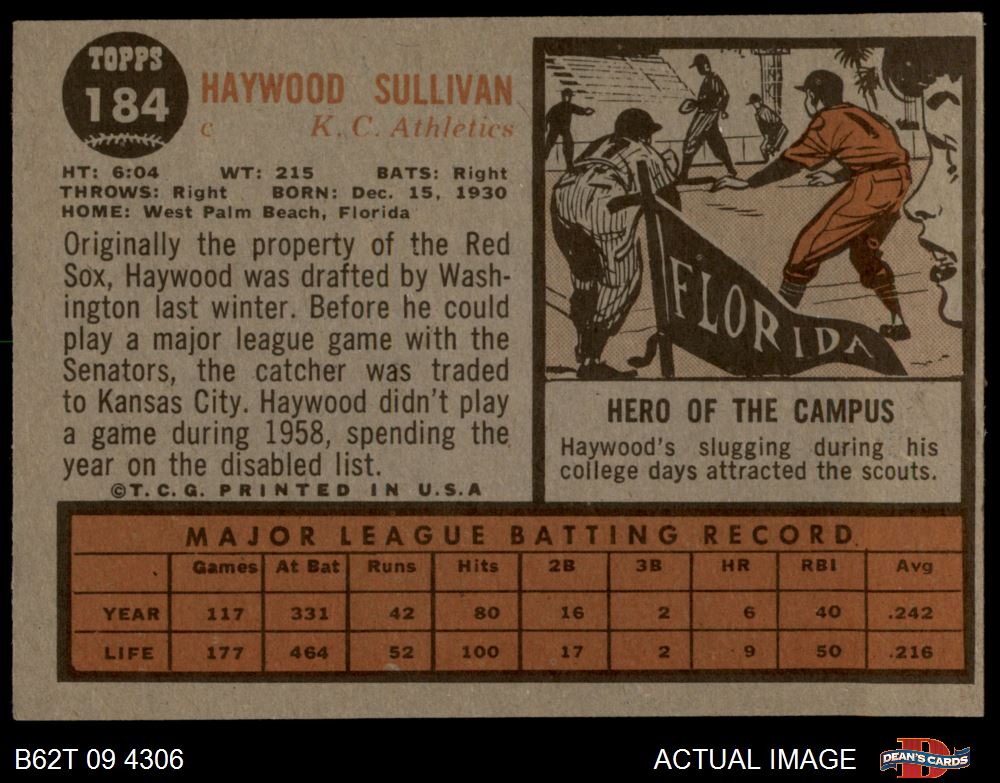 TOPPS
184
HAYWOOD SULLIVAN
C K. C. Athletics
HT: 6:04 WT: 215 BATS: Right
THROWS: Right BORN: Dec. 15, 1930
HOME: West Palm Beach, Florida
Originally the property of the Red
Sox, Haywood was drafted by Wash-
ington last winter. Before he could
play a major league game with the
Senators, the catcher was traded
to Kansas City. Haywood didn't play
a game during 1958, spending the
year on the disabled list.
©T.C.G. PRINTED IN U.S.A
FLORIDA
HERO OF THE CAMPUS
Haywood's slugging during his
college days attracted the scouts.
MAJOR LEAGUE BATTING RECORD
Games At Bat Runs Hits 2B 3B HR RBI Avg
YEAR 117 331 42 80 16 2 6 40 .242
LIFE 177 464 52 100 17 2 9 50 .216
B62T 09 4306
ACTUAL IMAGE
DEAN'S CARDS